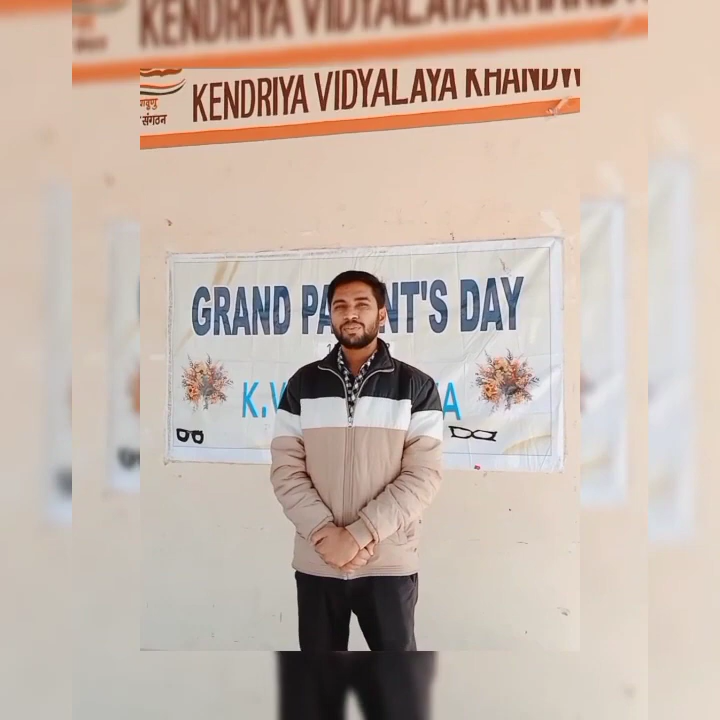 KENDRIYA VIDYALAYA
KENDRIYA VIDYALAYA KHANDW
संगठन
GRAND PA NT'S DAY
K.V A